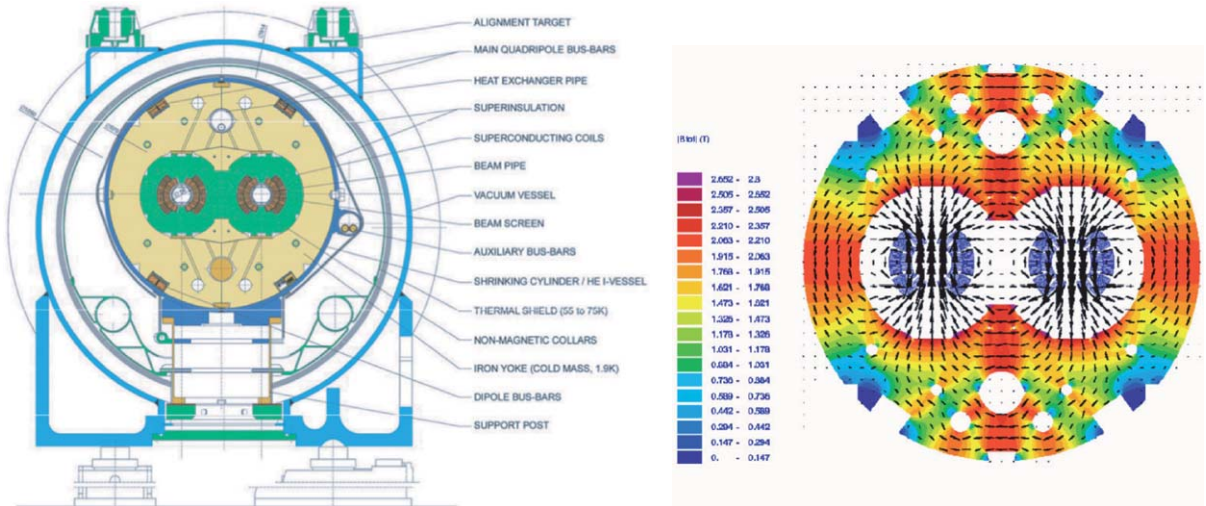 ALIGNMENT TARGET
MAIN QUADRIPOLE BUS-BARS
HEAT EXCHANGER PIPE
SUPERINSULATION
SUPERCONDUCTING COILS
BEAM PIPE
VACUUM VESSEL
BEAM SCREEN
AUXILIARY BUS-BARS
SHRINKING CYLINDER / HE I-VESSEL
THERMAL SHIELD (55 to 75K)
NON-MAGNETIC COLLARS
IRON YOKE (COLD MASS, 1.9K)
DIPOLE BUS-BARS
SUPPORT POST
|B tot| (T)
2.652 - 2.8
2.505 - 2.652
2.357 - 2.505
2.210 - 2.357
2.063 - 2.210
1.915 - 2.063
1.768 - 1.915
1.621 - 1.768
1.473 - 1.621
1.326 - 1.473
1.178 - 1.326
1.031 - 1.178
0.884 - 1.031
0.736 - 0.884
0.589 - 0.736
0.442 - 0.589
0.294 - 0.442
0.147 - 0.294
0. - 0.147